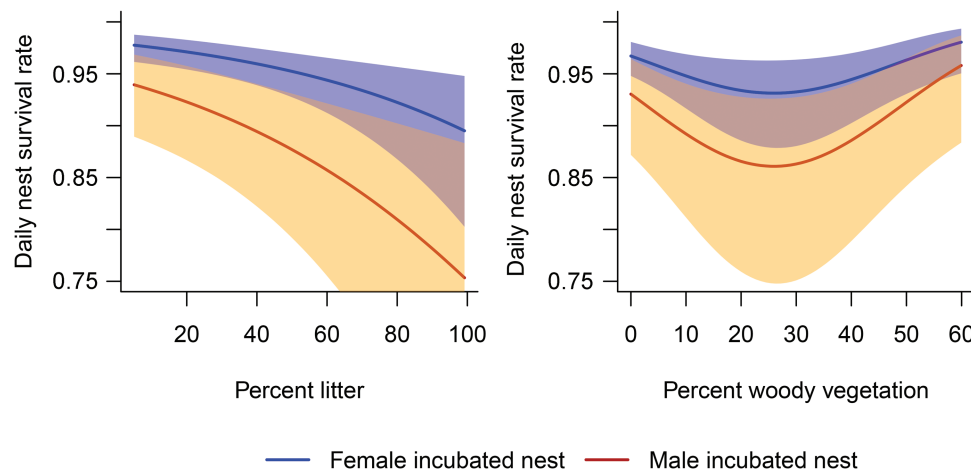 Daily nest survival rate
0.95
0.85
0.75
20 40 60 80 100
Percent litter
Daily nest survival rate
0.95
0.85
0.75
0 10 20 30 40 50 60
Percent woody vegetation
Female incubated nest Male incubated nest